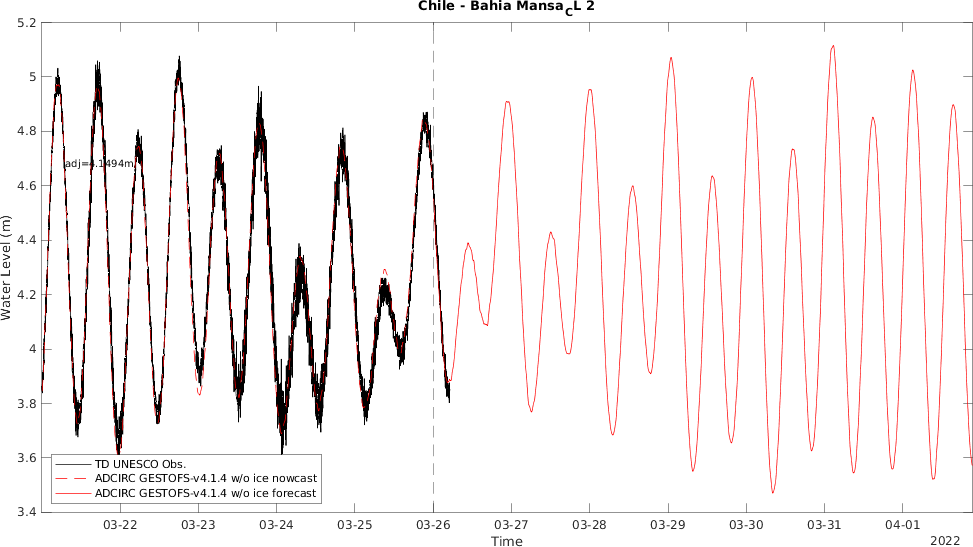 Chile - Bahia MansaCL 2
Water Level (m)
5.2
5
4.8
4.6
4.4
4.2
4
3.8
3.6
3.4
adj=4.1494m
TD UNESCO Obs.
ADCIRC GESTOFS-v4.1.4 w/o ice nowcast
ADCIRC GESTOFS-v4.1.4 w/o ice forecast
03-22 03-23 03-24 03-25 03-26 03-27 03-28 03-29 03-30 03-31 04-01
Time
2022